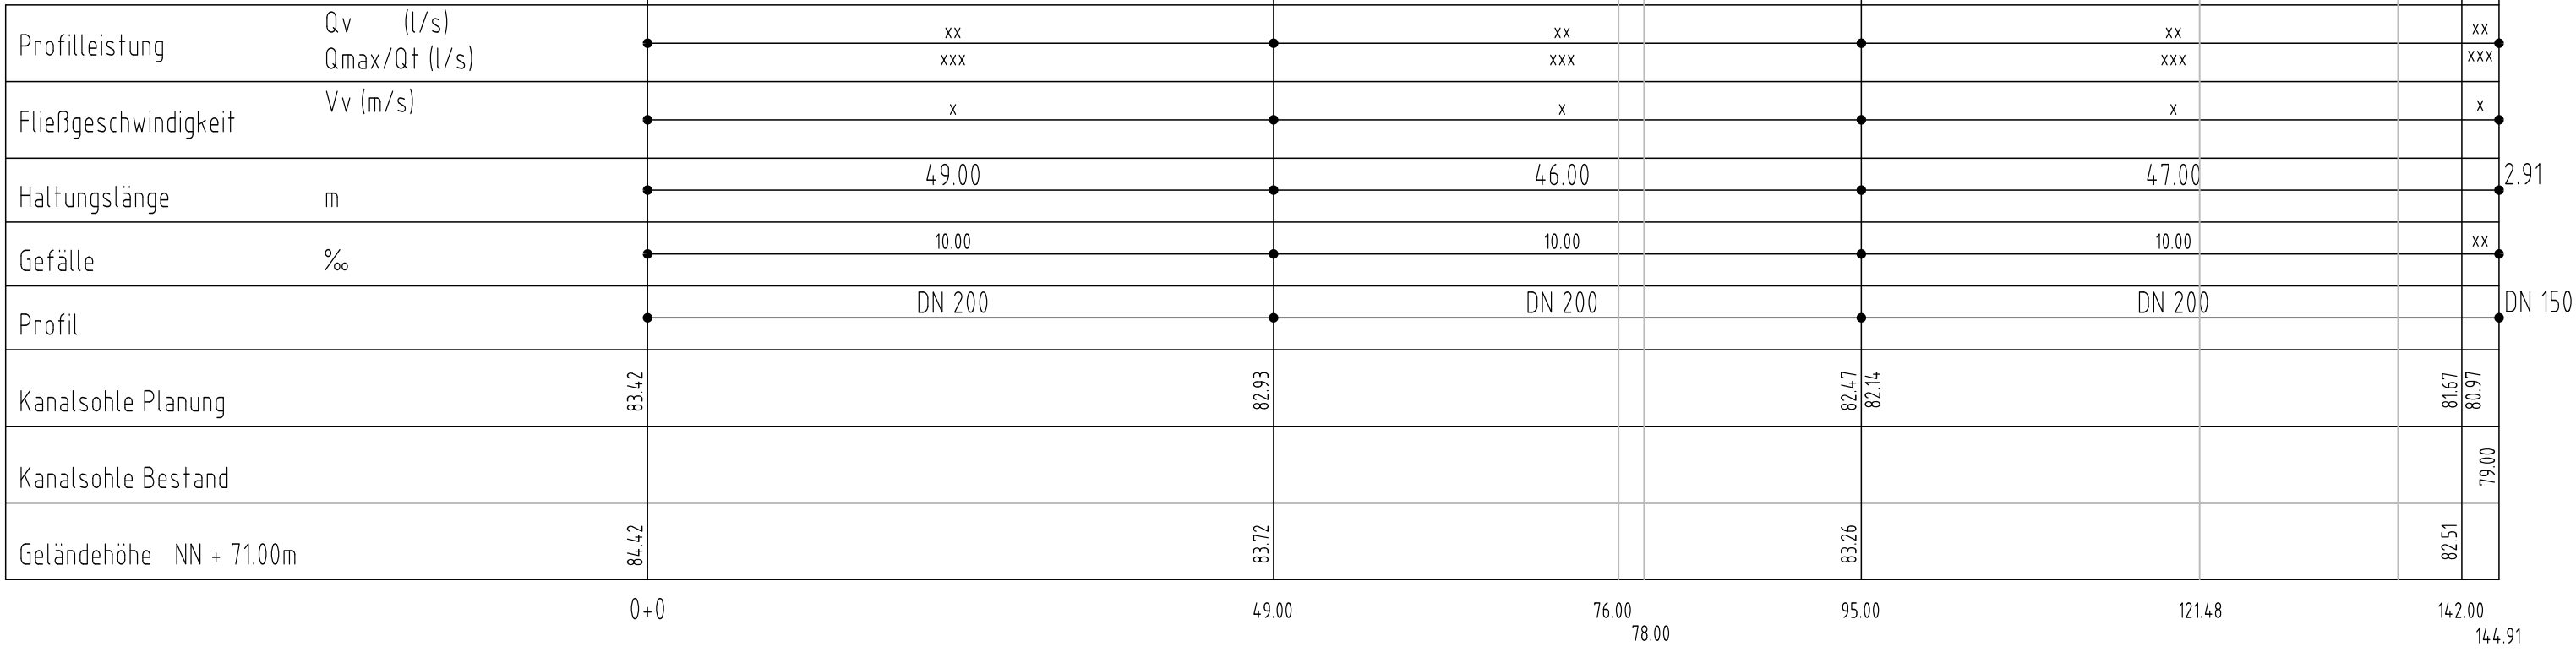 Profilleistung Qv (l/s)
Qmax/Qt (l/s)
xx xx xx xx
xxx xxx xxx xxx
Fließgeschwindigkeit Vv (m/s)
x x x x
Haltungslänge m 49.00 46.00 47.00 2.91
Gefälle ‰ 10.00 10.00 10.00 xx
Profil DN 200 DN 200 DN 200 DN 150
Kanalsohle Planung 83.42 82.93 82.47 82.14 81.67 80.97
Kanalsohle Bestand 79.00
Geländehöhe NN + 71.00m 84.42 83.72 83.26 82.51
0+0 49.00 76.00 95.00 121.48 142.00
78.00 144.91